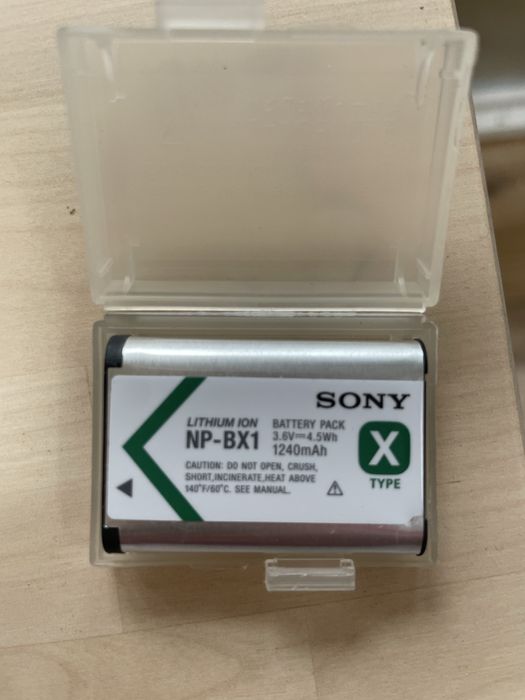 SONY
LITHIUM ION
NP-BX1
BATTERY PACK
3.6V⎓4.5Wh
1240mAh
X
TYPE
CAUTION: DO NOT OPEN, CRUSH,
SHORT,INCINERATE,HEAT ABOVE
140°F/60°C. SEE MANUAL.